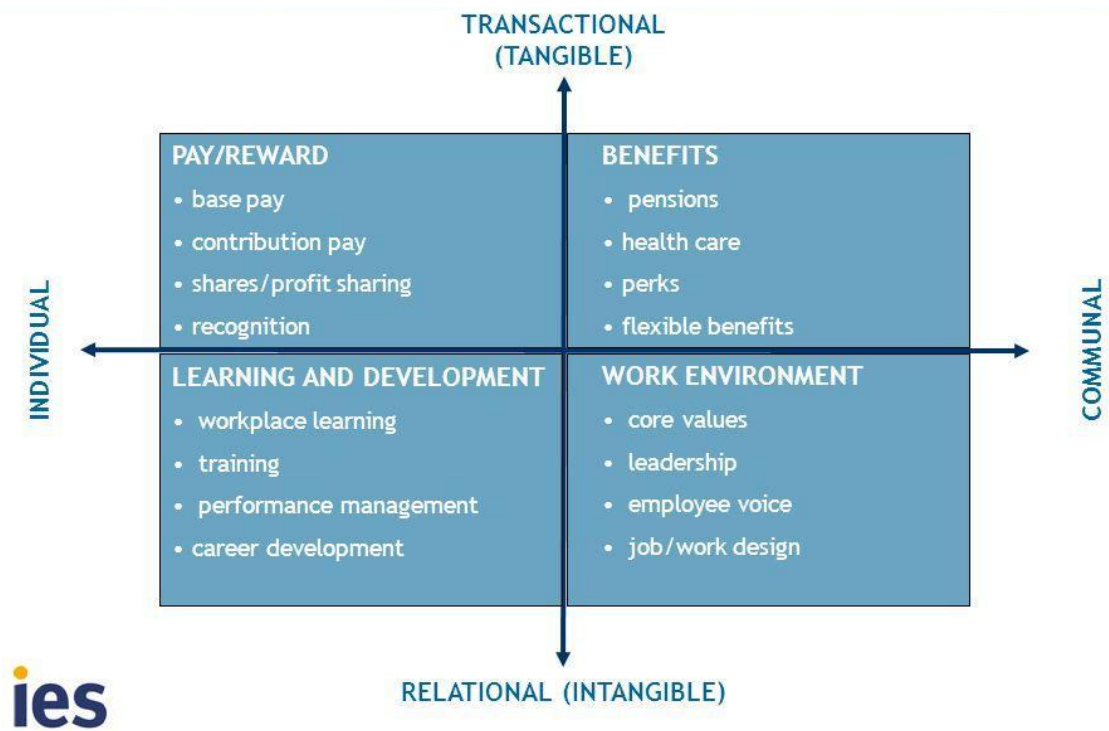 TRANSACTIONAL
(TANGIBLE)
PAY/REWARD
• base pay
• contribution pay
• shares/profit sharing
• recognition
BENEFITS
• pensions
• health care
• perks
• flexible benefits
INDIVIDUAL
COMMUNAL
LEARNING AND DEVELOPMENT
• workplace learning
• training
• performance management
• career development
WORK ENVIRONMENT
• core values
• leadership
• employee voice
• job/work design
RELATIONAL (INTANGIBLE)
ies